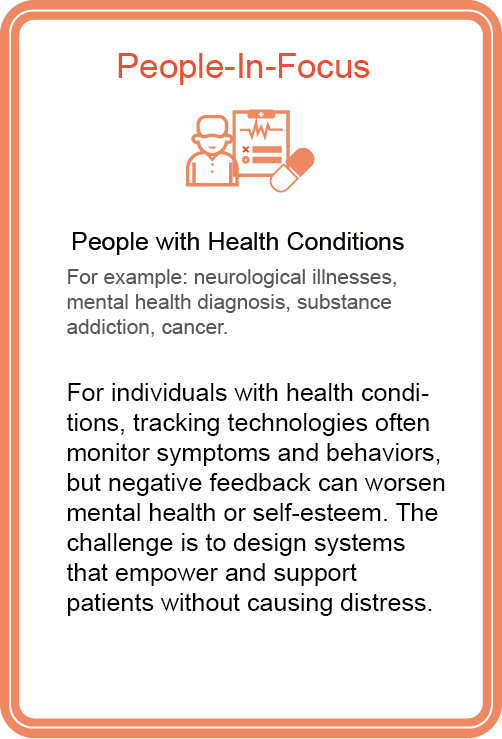 People-In-Focus
People with Health Conditions
For example: neurological illnesses,
mental health diagnosis, substance
addiction, cancer.
For individuals with health condi-
tions, tracking technologies often
monitor symptoms and behaviors,
but negative feedback can worsen
mental health or self-esteem. The
challenge is to design systems
that empower and support
patients without causing distress.